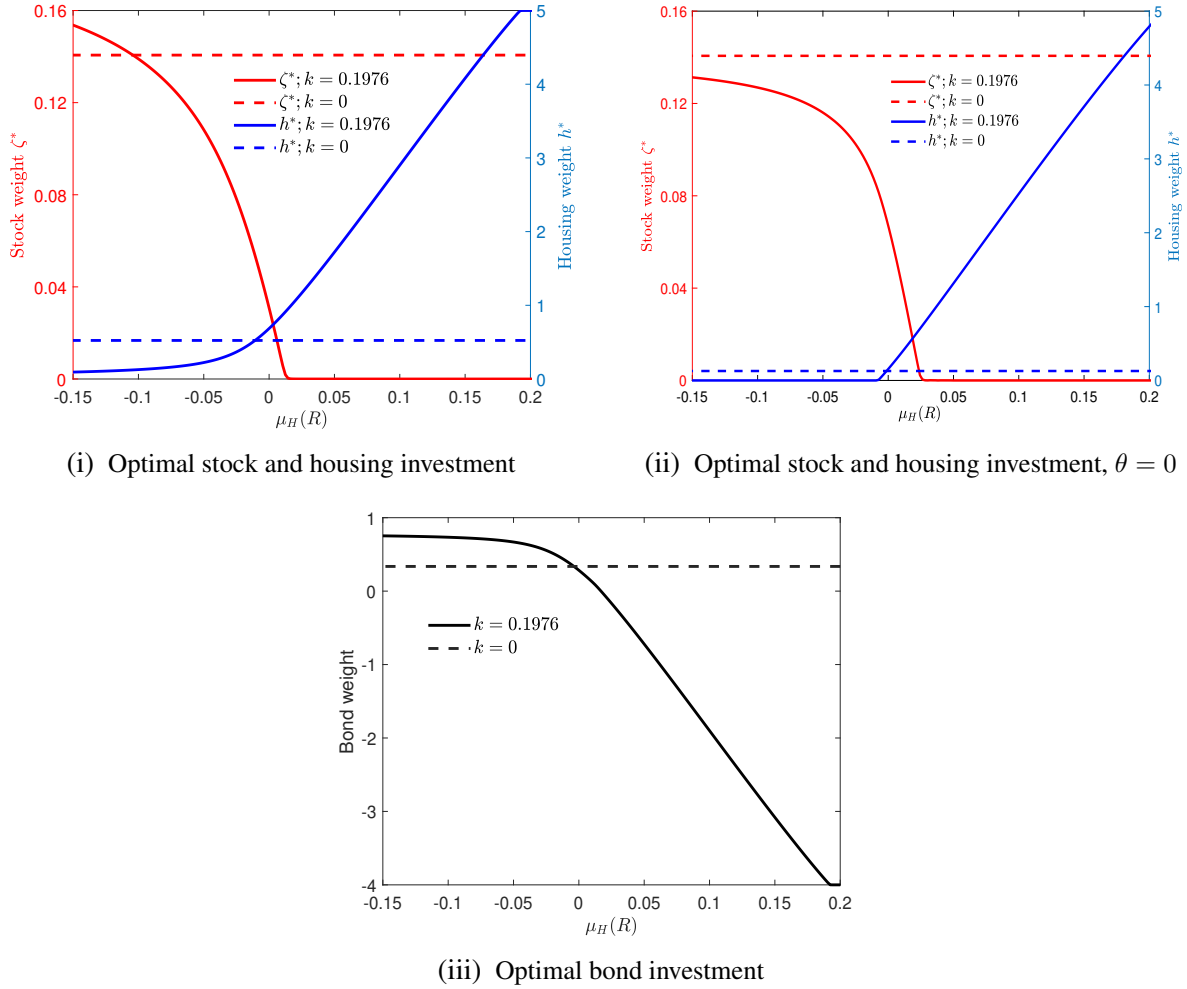 0.16
0.12
0.08
0.04
0
Stock weight ζ*
5
4
3
2
1
0
Housing weight h*
ζ*; k = 0.1976
ζ*; k = 0
h*; k = 0.1976
h*; k = 0
-0.15 -0.1 -0.05 0 0.05 0.1 0.15 0.2
μ_H(R)
(i) Optimal stock and housing investment
0.16
0.12
0.08
0.04
0
Stock weight ζ*
5
4
3
2
1
0
Housing weight h*
ζ*; k = 0.1976
ζ*; k = 0
h*; k = 0.1976
h*; k = 0
-0.15 -0.1 -0.05 0 0.05 0.1 0.15 0.2
μ_H(R)
(ii) Optimal stock and housing investment, θ = 0
1
0
-1
-2
-3
-4
Bond weight
k = 0.1976
k = 0
-0.15 -0.1 -0.05 0 0.05 0.1 0.15 0.2
μ_H(R)
(iii) Optimal bond investment